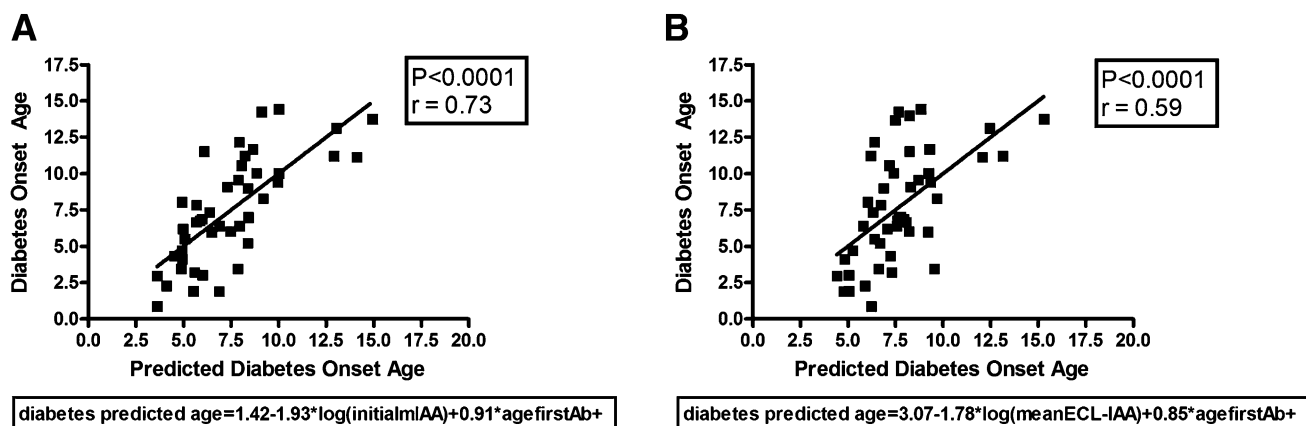 A
B
17.5
15.0
12.5
10.0
7.5
5.0
2.5
0.0
Diabetes Onset Age
P<0.0001
r = 0.73
0.0 2.5 5.0 7.5 10.0 12.5 15.0 17.5 20.0
Predicted Diabetes Onset Age
diabetes predicted age=1.42-1.93*log(initialmIAA)+0.91*agefirstAb+
17.5
15.0
12.5
10.0
7.5
5.0
2.5
0.0
Diabetes Onset Age
P<0.0001
r = 0.59
0.0 2.5 5.0 7.5 10.0 12.5 15.0 17.5 20.0
Predicted Diabetes Onset Age
diabetes predicted age=3.07-1.78*log(meanECL-IAA)+0.85*agefirstAb+